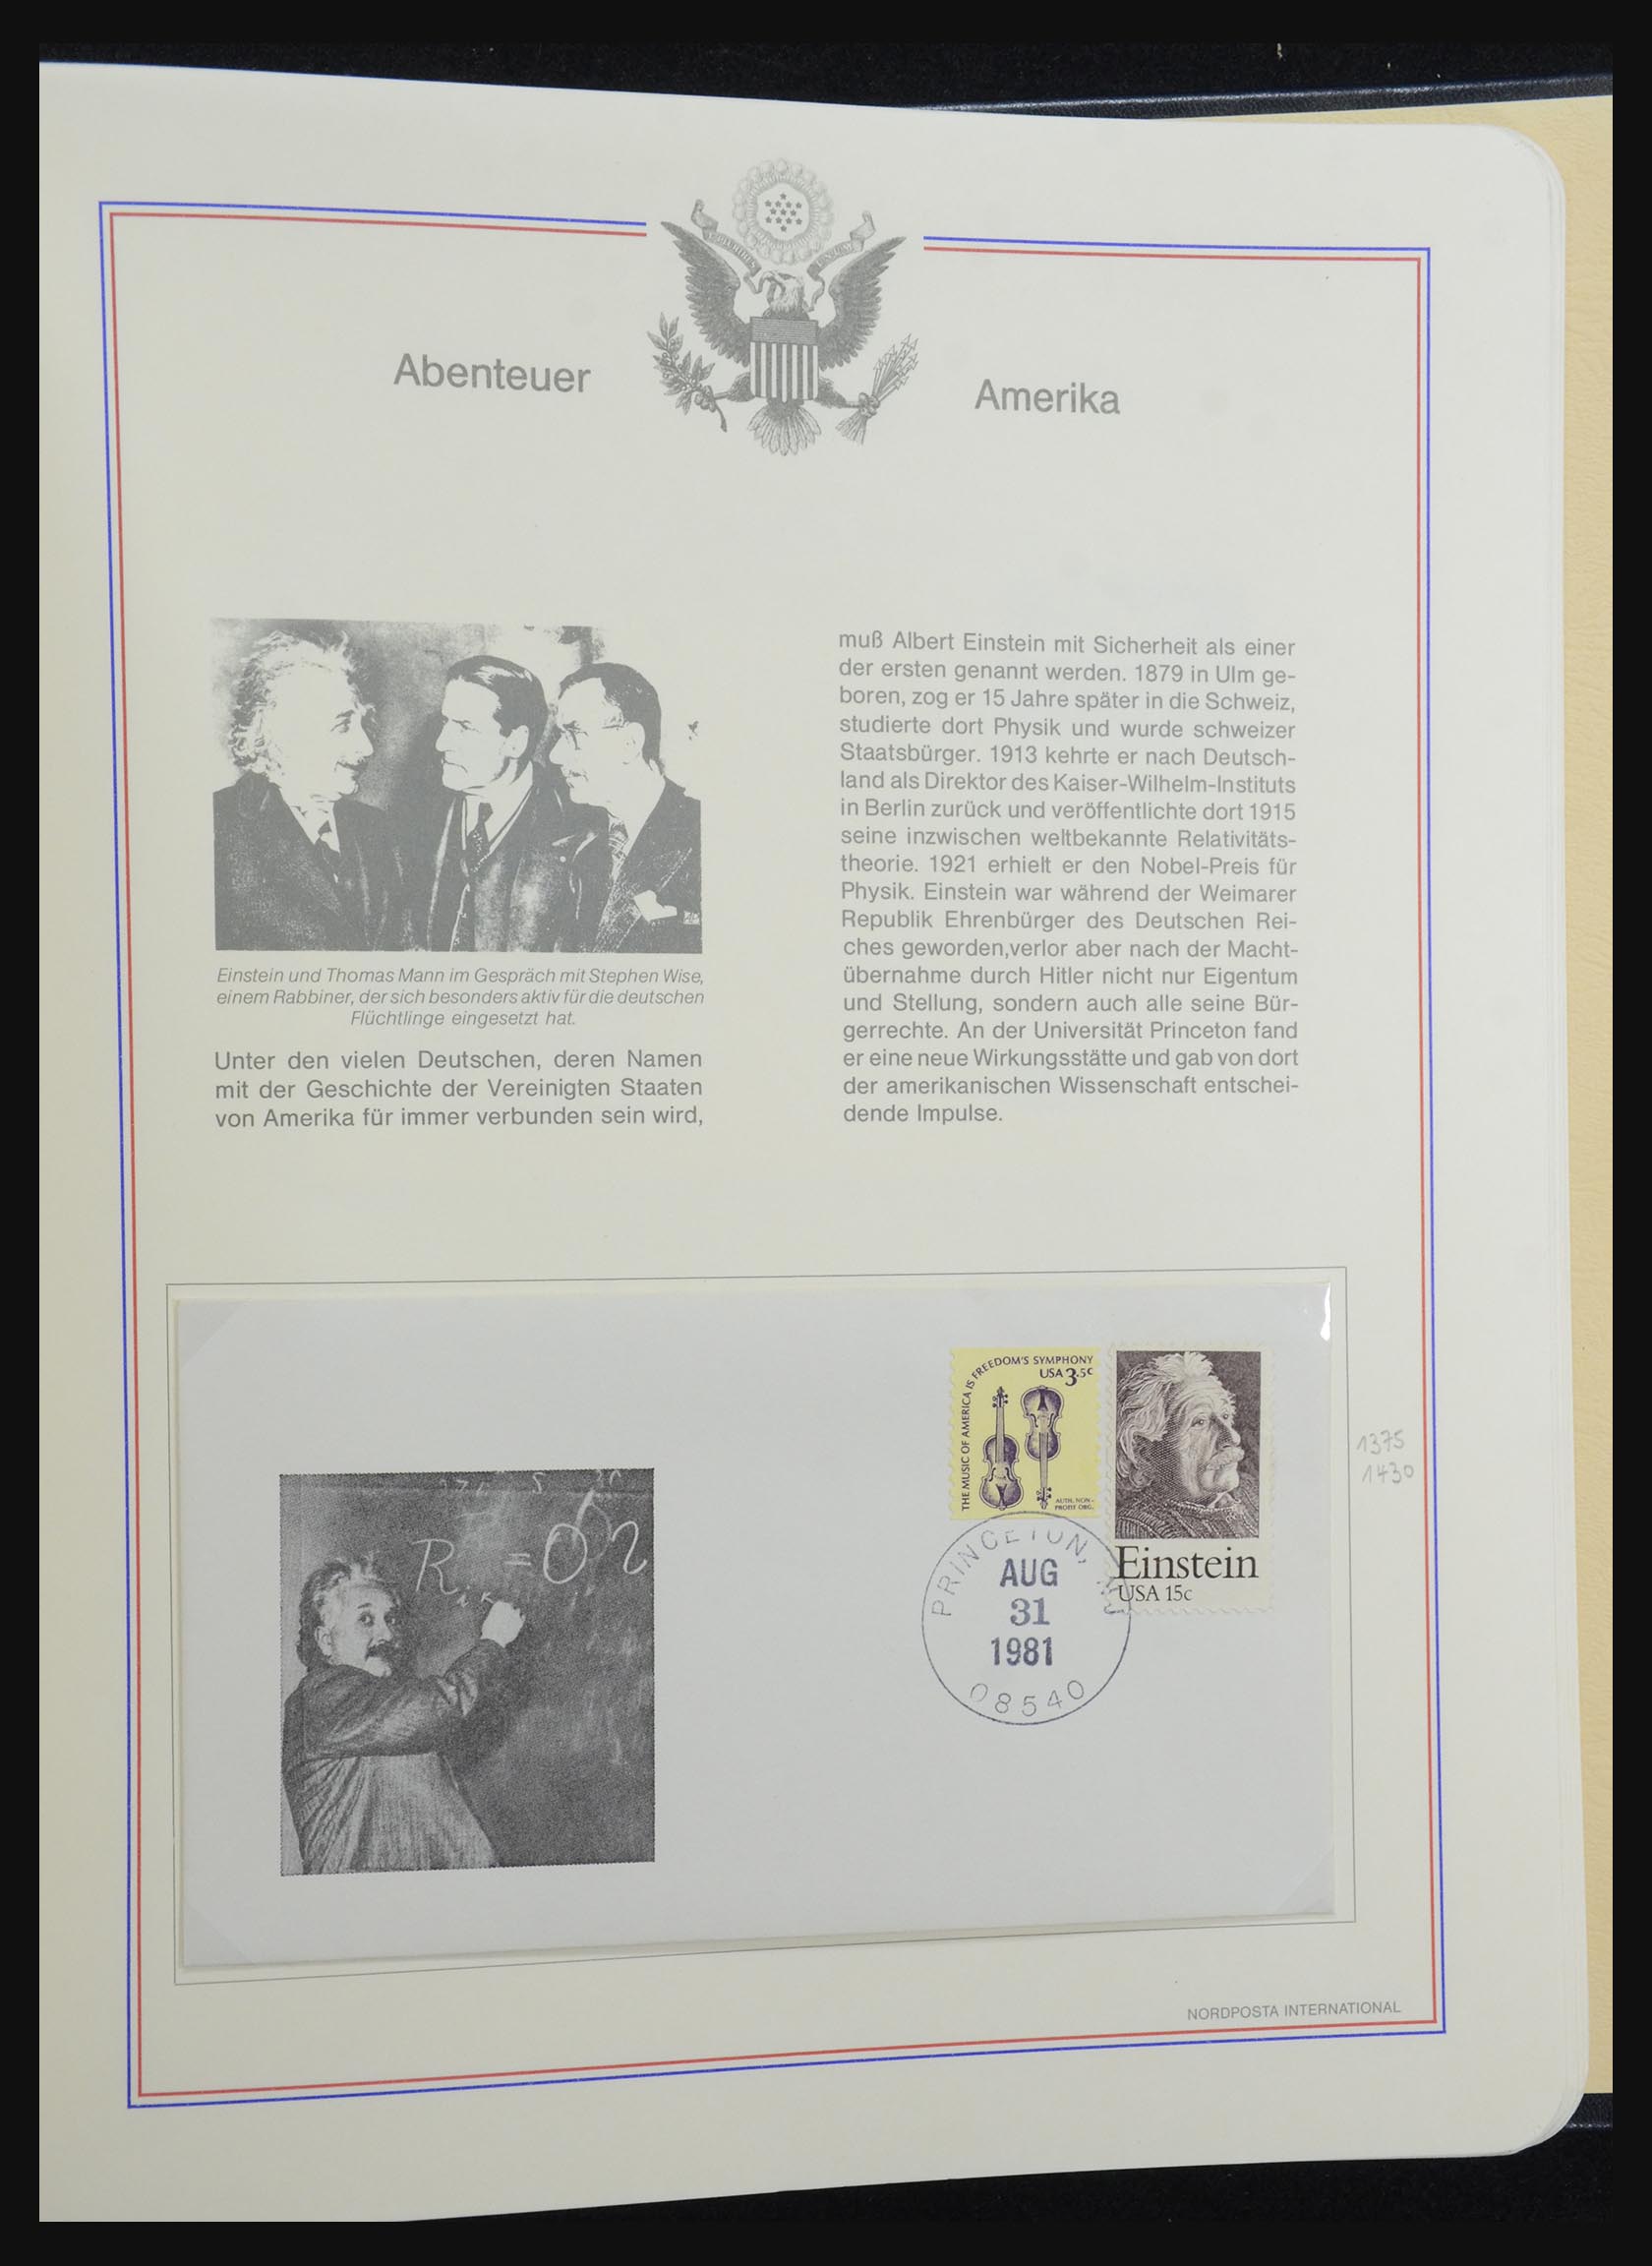 Abenteuer
Amerika
Einstein und Thomas Mann im Gespräch mit Stephen Wise,
einem Rabbiner, der sich besonders aktiv für die deutschen
Flüchtlinge eingesetzt hat.
Unter den vielen Deutschen, deren Namen
mit der Geschichte der Vereinigten Staaten
von Amerika für immer verbunden sein wird,
muß Albert Einstein mit Sicherheit als einer
der ersten genannt werden. 1879 in Ulm ge-
boren, zog er 15 Jahre später in die Schweiz,
studierte dort Physik und wurde schweizer
Staatsbürger. 1913 kehrte er nach Deutsch-
land als Direktor des Kaiser-Wilhelm-Instituts
in Berlin zurück und veröffentlichte dort 1915
seine inzwischen weltbekannte Relativitäts-
theorie. 1921 erhielt er den Nobel-Preis für
Physik. Einstein war während der Weimarer
Republik Ehrenbürger des Deutschen Rei-
ches geworden,verlor aber nach der Macht-
übernahme durch Hitler nicht nur Eigentum
und Stellung, sondern auch alle seine Bür-
gerrechte. An der Universität Princeton fand
er eine neue Wirkungsstätte und gab von dort
der amerikanischen Wissenschaft entschei-
dende Impulse.
THE MUSIC OF AMERICA IS FREEDOM'S SYMPHONY
USA 3.5c
AUTH. NON-
PROFIT ORG.
Einstein
USA 15c
PRINCETON, NJ
AUG
31
1981
08540
1375
1430
R = 0
NORDPOSTA INTERNATIONAL